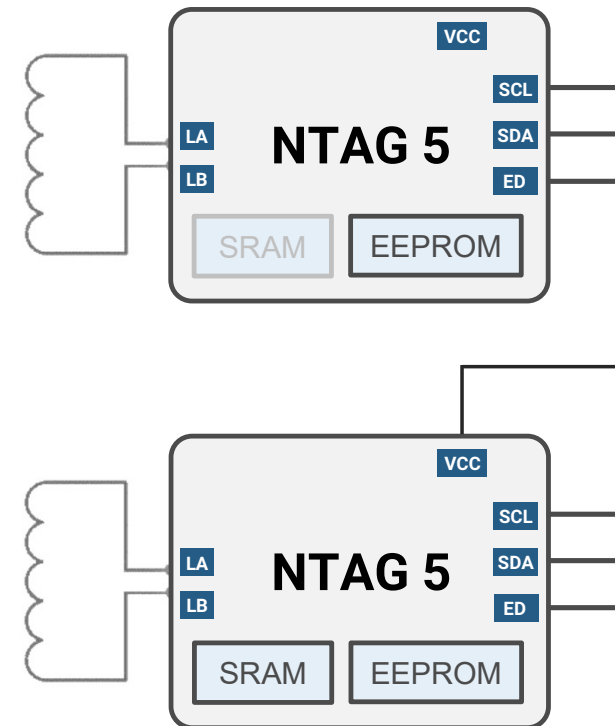 VCC
SCL
LA
NTAG 5
SDA
LB
ED
SRAM
EEPROM
VCC
SCL
LA
NTAG 5
SDA
LB
ED
SRAM
EEPROM